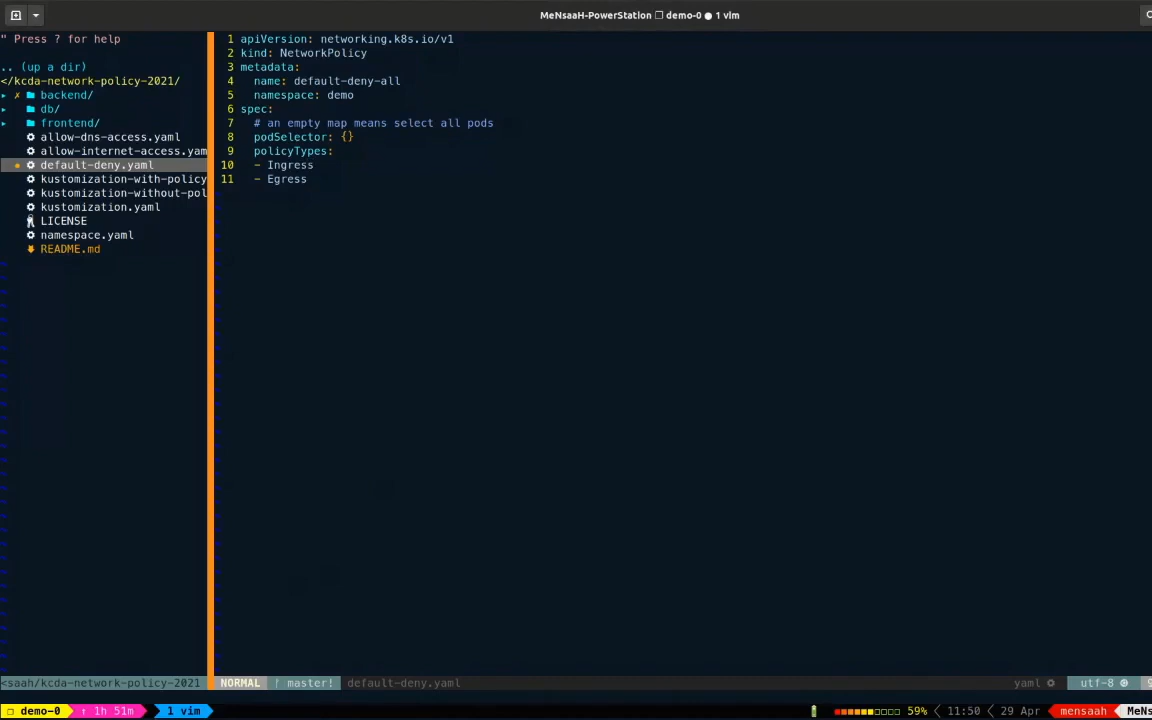 MeNsaaH-PowerStation ❐ demo-0 ● 1 vim
" Press ? for help
.. (up a dir)
</kcda-network-policy-2021/
▸ ✗ backend/
▸ db/
▸ frontend/
allow-dns-access.yaml
allow-internet-access.yam
default-deny.yaml
kustomization-with-policy
kustomization-without-pol
kustomization.yaml
LICENSE
namespace.yaml
README.md
1 apiVersion: networking.k8s.io/v1
2 kind: NetworkPolicy
3 metadata:
4   name: default-deny-all
5   namespace: demo
6 spec:
7   # an empty map means select all pods
8   podSelector: {}
9   policyTypes:
10   - Ingress
11   - Egress
<saah/kcda-network-policy-2021
NORMAL master! default-deny.yaml yaml utf-8
❐ demo-0 ↑ 1h 51m 1 vim 59% 11:50 29 Apr mensaah MeNs